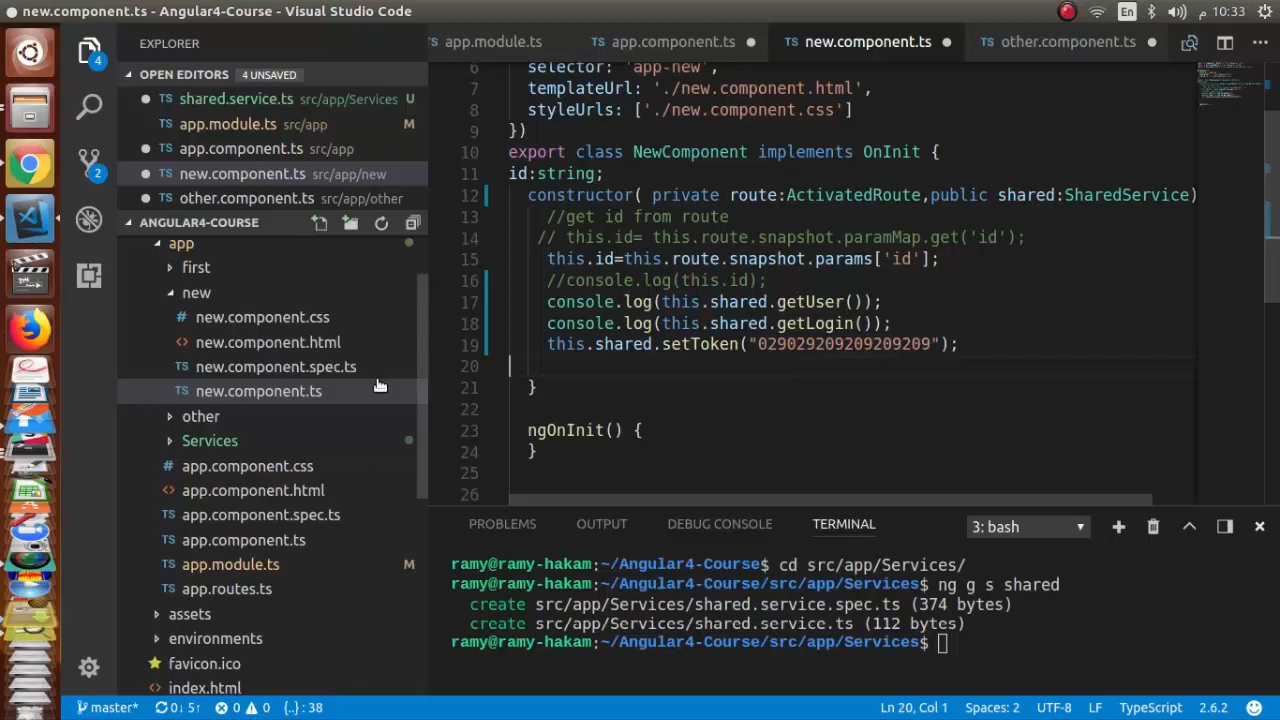 new.component.ts - Angular4-Course - Visual Studio Code
En
10:33 م
4
2
EXPLORER
OPEN EDITORS 4 UNSAVED
shared.service.ts src/app/Services U
TS app.module.ts src/app M
app.component.ts src/app
new.component.ts src/app/new
other.component.ts src/app/other
ANGULAR4-COURSE
app
first
new
# new.component.css
<> new.component.html
TS new.component.spec.ts
TS new.component.ts
other
Services
# app.component.css
<> app.component.html
TS app.component.spec.ts
TS app.component.ts
TS app.module.ts M
TS app.routes.ts
assets
environments
favicon.ico
<> index.html
app.module.ts
TS app.component.ts
TS new.component.ts
TS other.component.ts
6 selector: 'app-new',
7 templateUrl: './new.component.html',
8 styleUrls: ['./new.component.css']
9 })
10 export class NewComponent implements OnInit {
11 id:string;
12 constructor( private route:ActivatedRoute,public shared:SharedService)
13 //get id from route
14 // this.id= this.route.snapshot.paramMap.get('id');
15 this.id=this.route.snapshot.params['id'];
16 //console.log(this.id);
17 console.log(this.shared.getUser());
18 console.log(this.shared.getLogin());
19 this.shared.setToken("029029209209209209");
20
21 }
22
23 ngOnInit() {
24 }
25
26
PROBLEMS OUTPUT DEBUG CONSOLE TERMINAL 3: bash
ramy@ramy-hakam:~/Angular4-Course$ cd src/app/Services/
ramy@ramy-hakam:~/Angular4-Course/src/app/Services$ ng g s shared
create src/app/Services/shared.service.spec.ts (374 bytes)
create src/app/Services/shared.service.ts (112 bytes)
ramy@ramy-hakam:~/Angular4-Course/src/app/Services$
master* 0↓ 5↑ 0 0 {..}: 38
Ln 20, Col 1 Spaces: 2 UTF-8 LF TypeScript 2.6.2